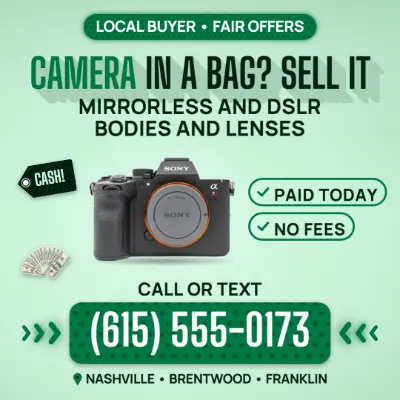 LOCAL BUYER • FAIR OFFERS
CAMERA IN A BAG? SELL IT
MIRRORLESS AND DSLR
BODIES AND LENSES
CASH!
SONY
α
SONY
PAID TODAY
NO FEES
CALL OR TEXT
(615) 555-0173
NASHVILLE • BRENTWOOD • FRANKLIN